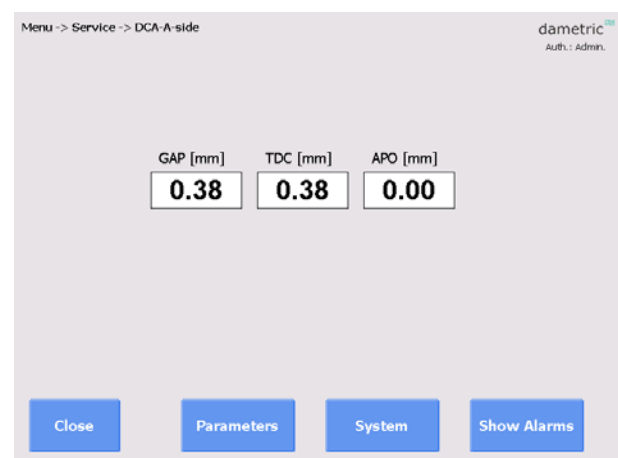 Menu -> Service -> DCA-A-side
dametric
Auth.: Admin.
GAP [mm] TDC [mm] APO [mm]
0.38 0.38 0.00
Close Parameters System Show Alarms